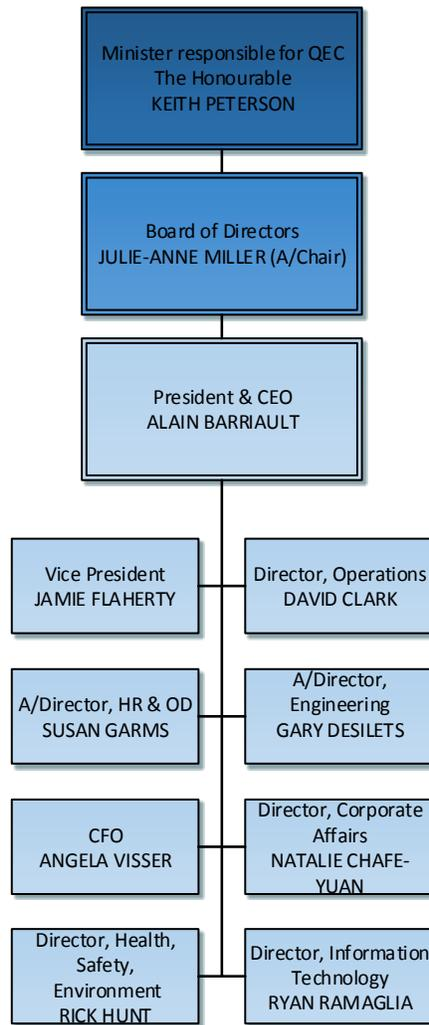 Minister responsible for QEC
The Honourable
KEITH PETERSON
Board of Directors
JULIE-ANNE MILLER (A/Chair)
President & CEO
ALAIN BARRIAULT
Vice President
JAMIE FLAHERTY
Director, Operations
DAVID CLARK
A/Director, HR & OD
SUSAN GARMS
A/Director,
Engineering
GARY DESILETS
CFO
ANGELA VISSER
Director, Corporate
Affairs
NATALIE CHAFE-
YUAN
Director, Health,
Safety,
Environment
RICK HUNT
Director, Information
Technology
RYAN RAMAGLIA